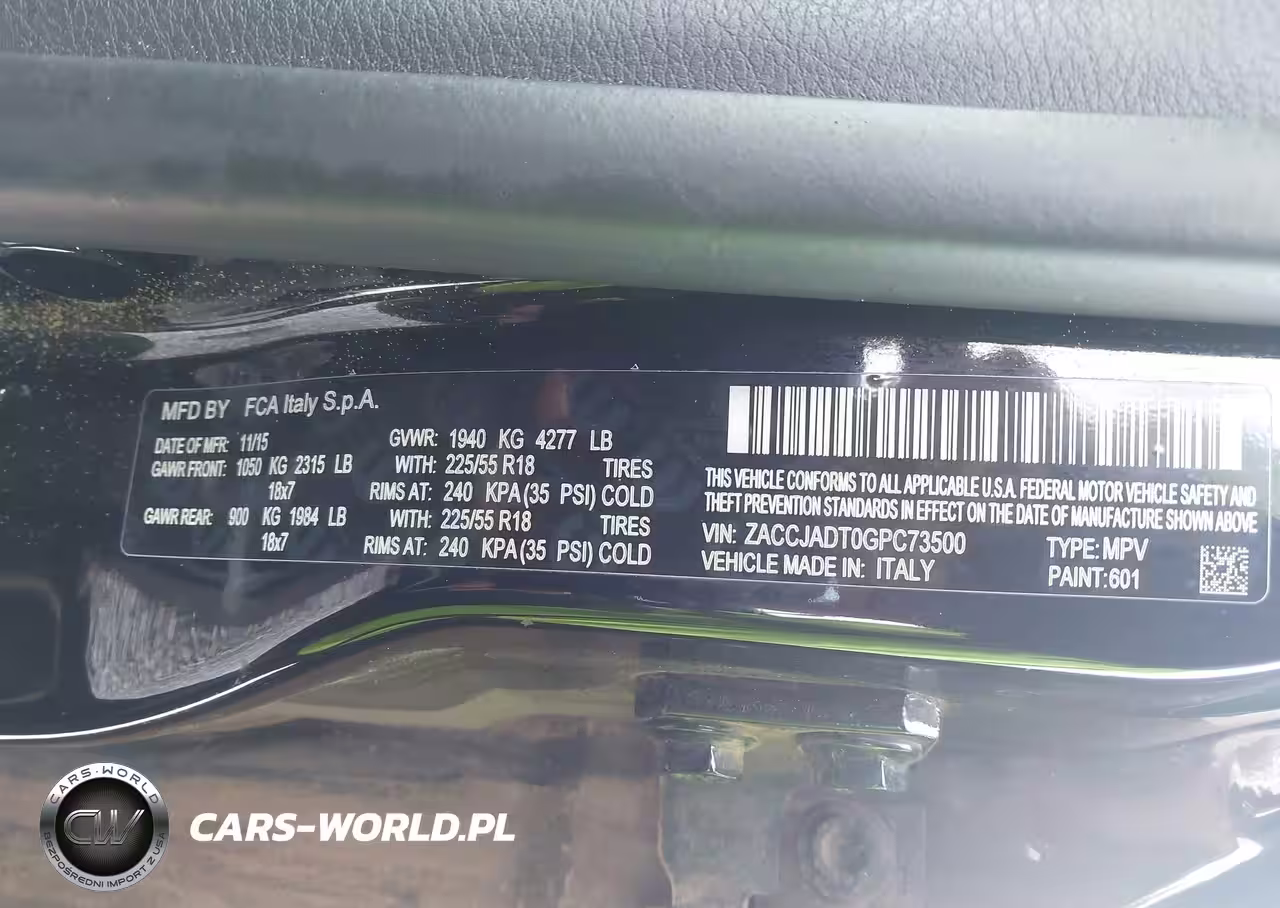 MFD BY FCA Italy S.p.A.
DATE OF MFR: 11/15 GVWR: 1940 KG 4277 LB
GAWR FRONT: 1050 KG 2315 LB WITH: 225/55 R18 TIRES
18x7 RIMS AT: 240 KPA (35 PSI) COLD
GAWR REAR: 900 KG 1984 LB WITH: 225/55 R18 TIRES
18x7 RIMS AT: 240 KPA (35 PSI) COLD
THIS VEHICLE CONFORMS TO ALL APPLICABLE U.S.A. FEDERAL MOTOR VEHICLE SAFETY AND
THEFT PREVENTION STANDARDS IN EFFECT ON THE DATE OF MANUFACTURE SHOWN ABOVE
VIN: ZACCJADT0GPC73500 TYPE: MPV
VEHICLE MADE IN: ITALY PAINT: 601
CARS-WORLD
CW
BEZPOŚREDNI IMPORT Z USA
CARS-WORLD.PL